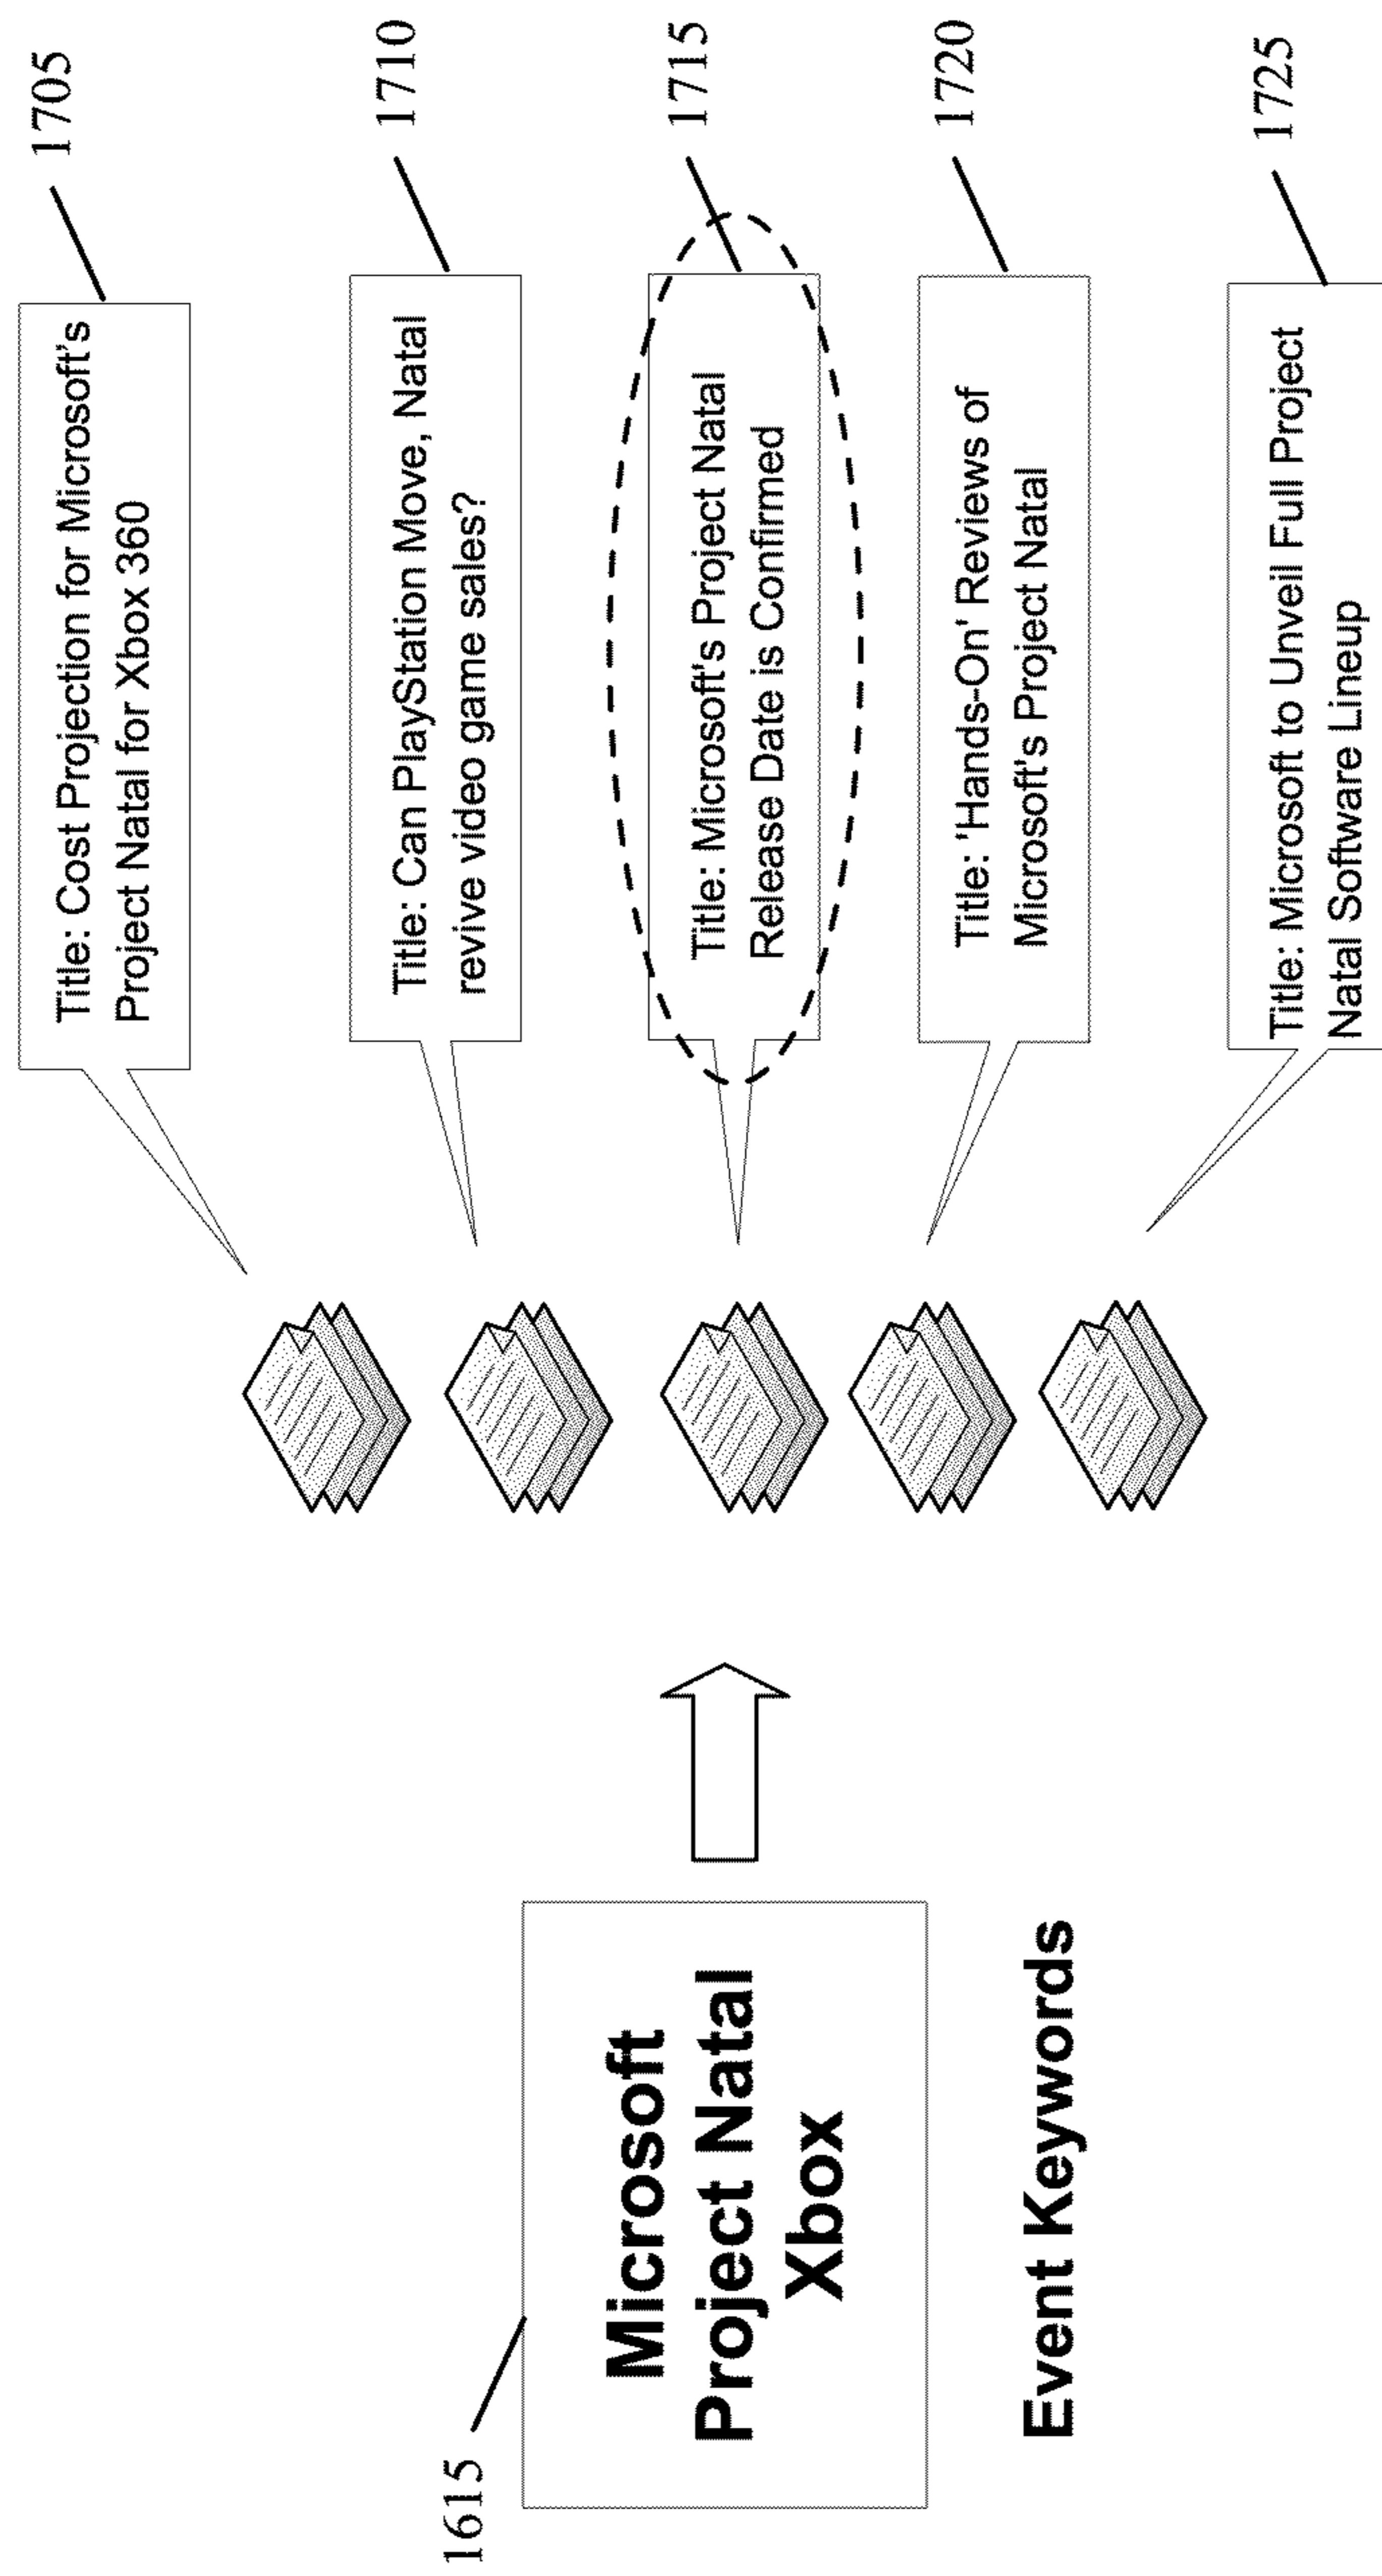 1615
Microsoft
Project Natal
Xbox
Event Keywords
Title: Cost Projection for Microsoft's
Project Natal for Xbox 360
1705
Title: Can PlayStation Move, Natal
revive video game sales?
1710
Title: Microsoft's Project Natal
Release Date is Confirmed
1715
Title: 'Hands-On' Reviews of
Microsoft's Project Natal
1720
Title: Microsoft to Unveil Full Project
Natal Software Lineup
1725